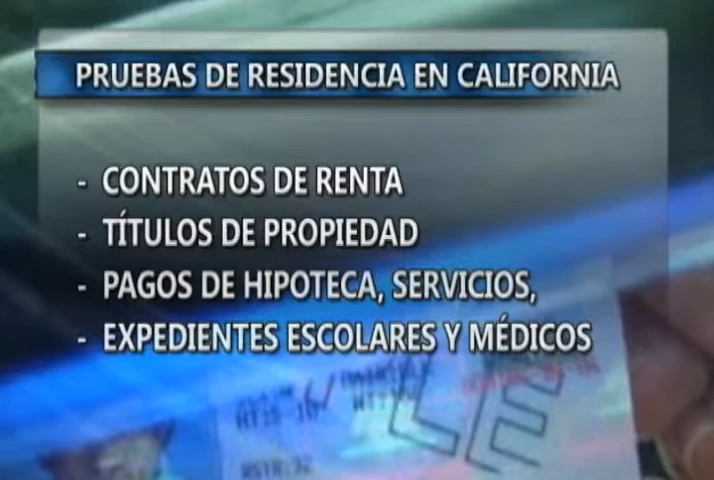 PRUEBAS DE RESIDENCIA EN CALIFORNIA
- CONTRATOS DE RENTA
- TÍTULOS DE PROPIEDAD
- PAGOS DE HIPOTECA, SERVICIOS,
- EXPEDIENTES ESCOLARES Y MÉDICOS